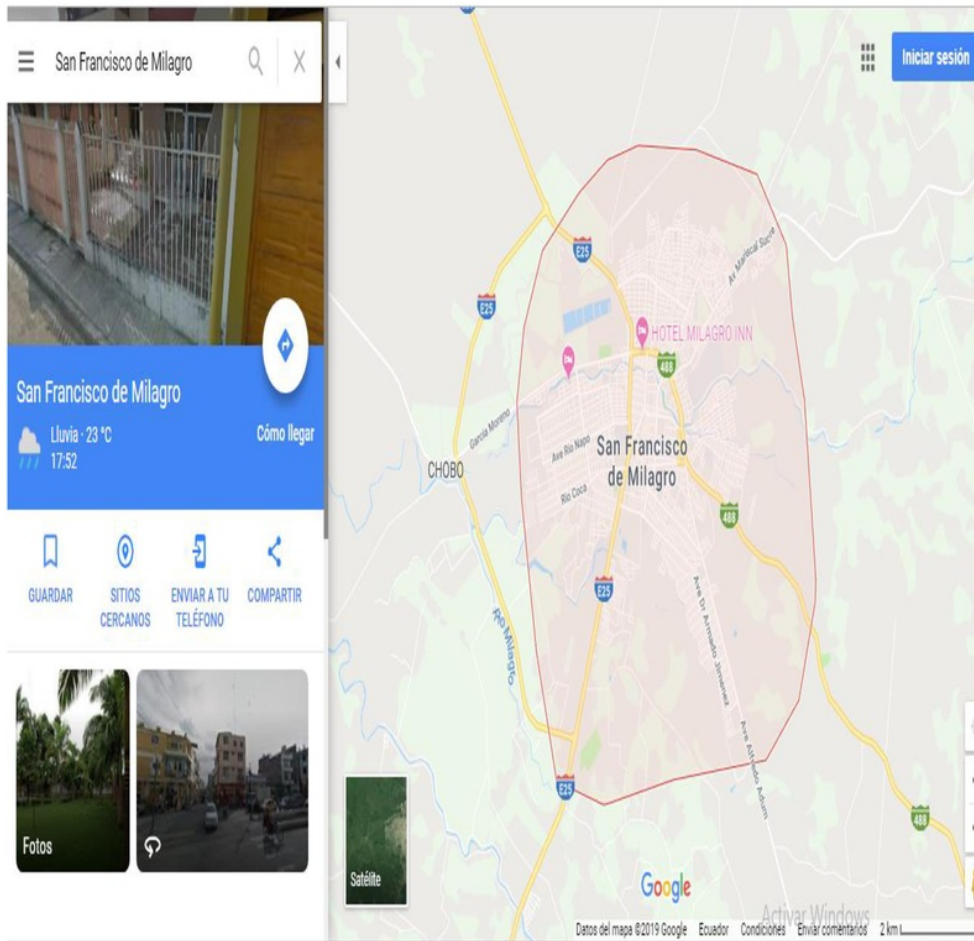 San Francisco de Milagro
San Francisco de Milagro
Lluvia · 23 °C
17:52
Cómo llegar
GUARDAR
SITIOS
CERCANOS
ENVIAR A TU
TELÉFONO
COMPARTIR
Fotos
Iniciar sesión
E25
Av Mariscal Sucre
E25
HOTEL MILAGRO INN
488
Garcia Moreno
Ave Rio Napo
San Francisco
de Milagro
CHOBO
Rio Coca
488
E25
Ave Dr Armado Jimenez
Rio Milagro
Ave Alfredo Adum
E25
488
Satélite
Google
Activar Windows
Datos del mapa ©2019 Google Ecuador Condiciones Enviar comentarios 2 km